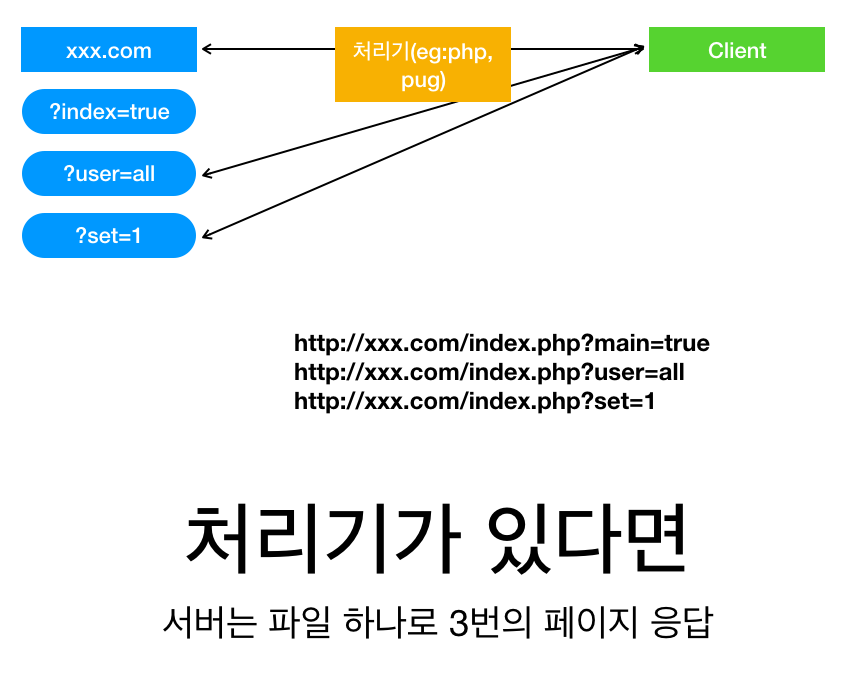 xxx.com
처리기(eg:php,
pug)
Client
?index=true
?user=all
?set=1
http://xxx.com/index.php?main=true
http://xxx.com/index.php?user=all
http://xxx.com/index.php?set=1
처리기가 있다면
서버는 파일 하나로 3번의 페이지 응답